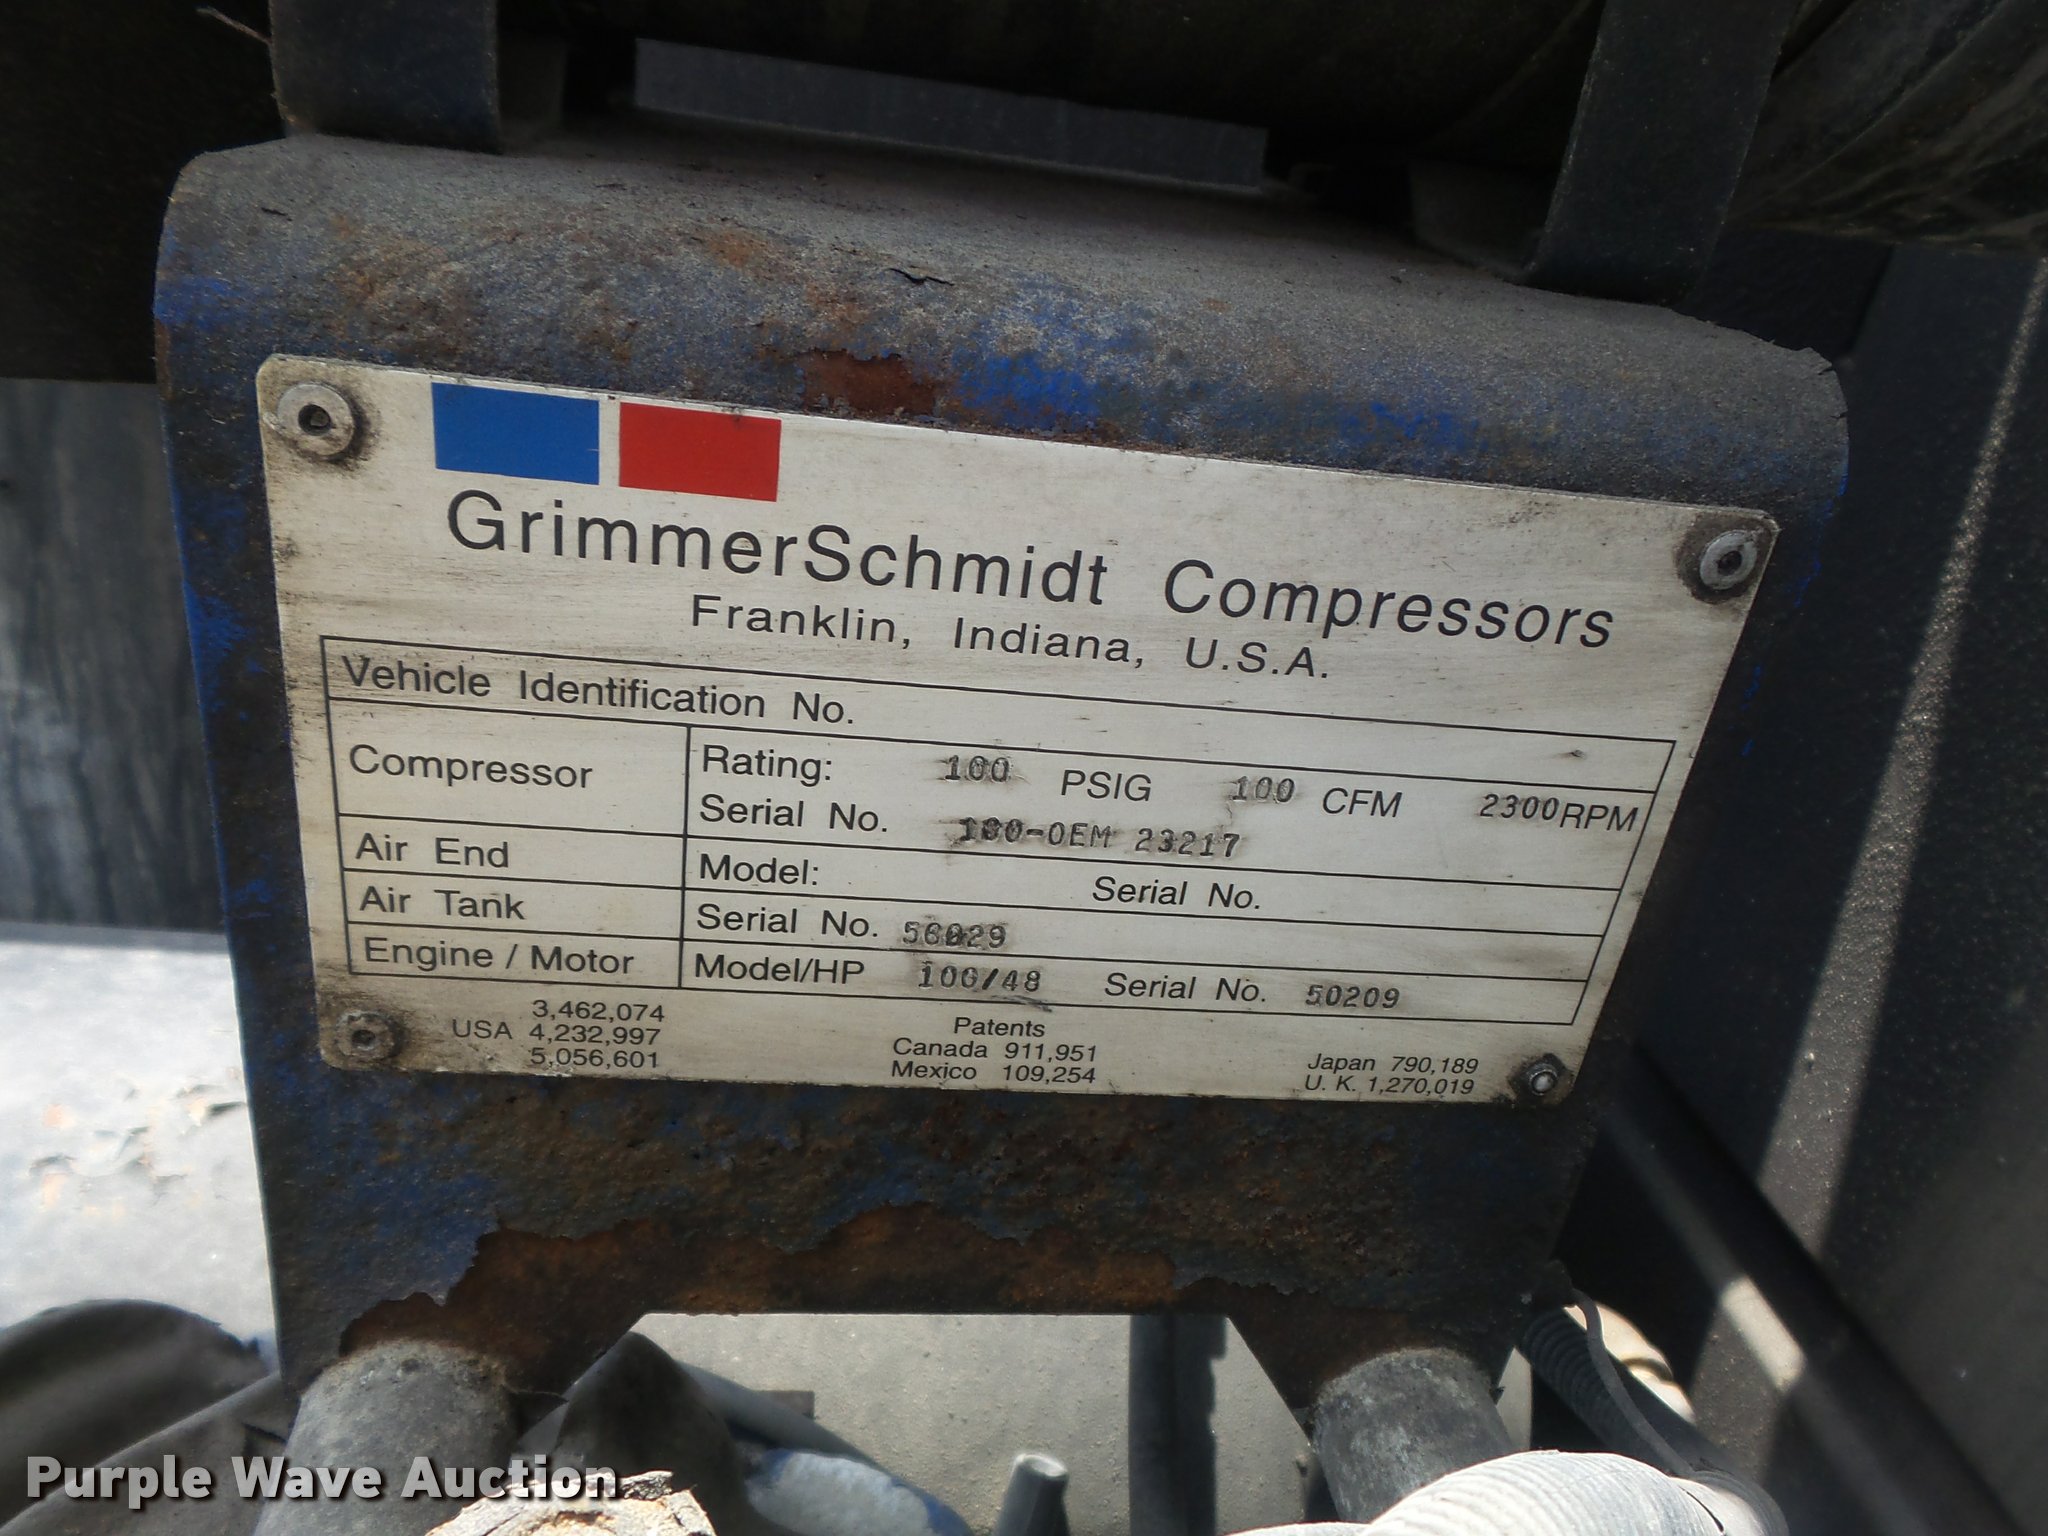 GrimmerSchmidt Compressors
Franklin, Indiana, U.S.A.
Vehicle Identification No.
Compressor Rating: 100 PSIG 100 CFM 2300 RPM
Serial No. 100-OEM 23217
Air End Model: Serial No.
Air Tank Serial No. 56029
Engine / Motor Model/HP 100/48 Serial No. 50209
Patents
USA 3,462,074
4,232,997
5,056,601
Canada 911,951
Mexico 109,254
Japan 790,189
U. K. 1,270,019
Purple Wave Auction